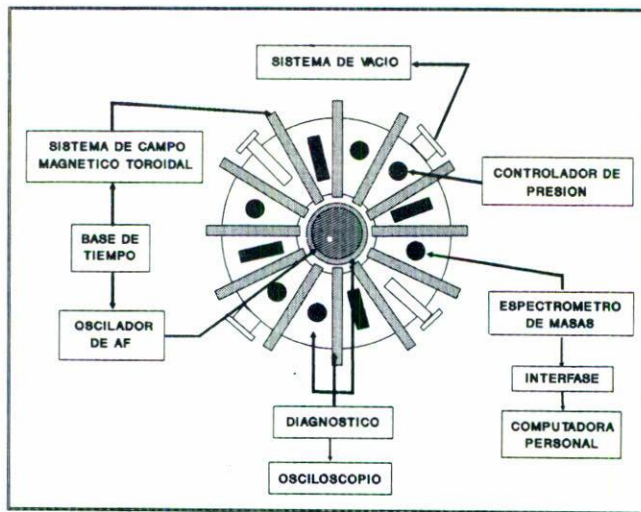 SISTEMA DE VACIO
SISTEMA DE CAMPO
MAGNETICO TOROIDAL
CONTROLADOR DE
PRESION
BASE DE
TIEMPO
OSCILADOR
DE AF
ESPECTROMETRO
DE MASAS
INTERFASE
DIAGNOSTICO
COMPUTADORA
PERSONAL
OSCILOSCOPIO